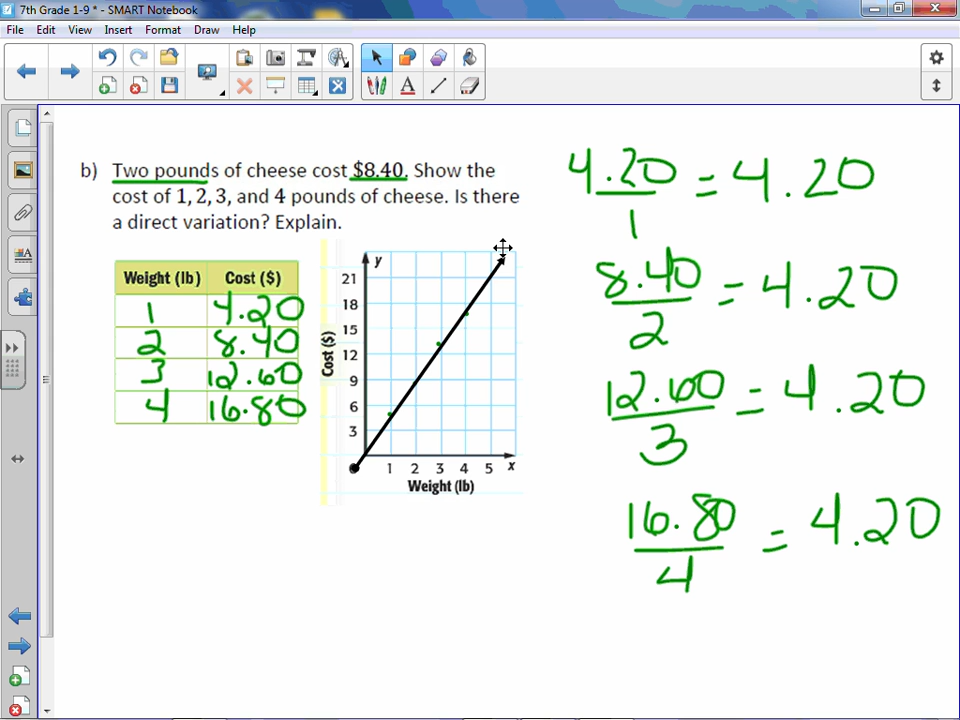 7th Grade 1-9 * - SMART Notebook
File Edit View Insert Format Draw Help
b) Two pounds of cheese cost $8.40. Show the
cost of 1, 2, 3, and 4 pounds of cheese. Is there
a direct variation? Explain.
Weight (lb) Cost ($)
1 4.20
2 8.40
3 12.60
4 16.80
y
21
18
15
12
9
6
3
Cost ($)
1 2 3 4 5 x
Weight (lb)
4.20/1 = 4.20
8.40/2 = 4.20
12.60/3 = 4.20
16.80/4 = 4.20